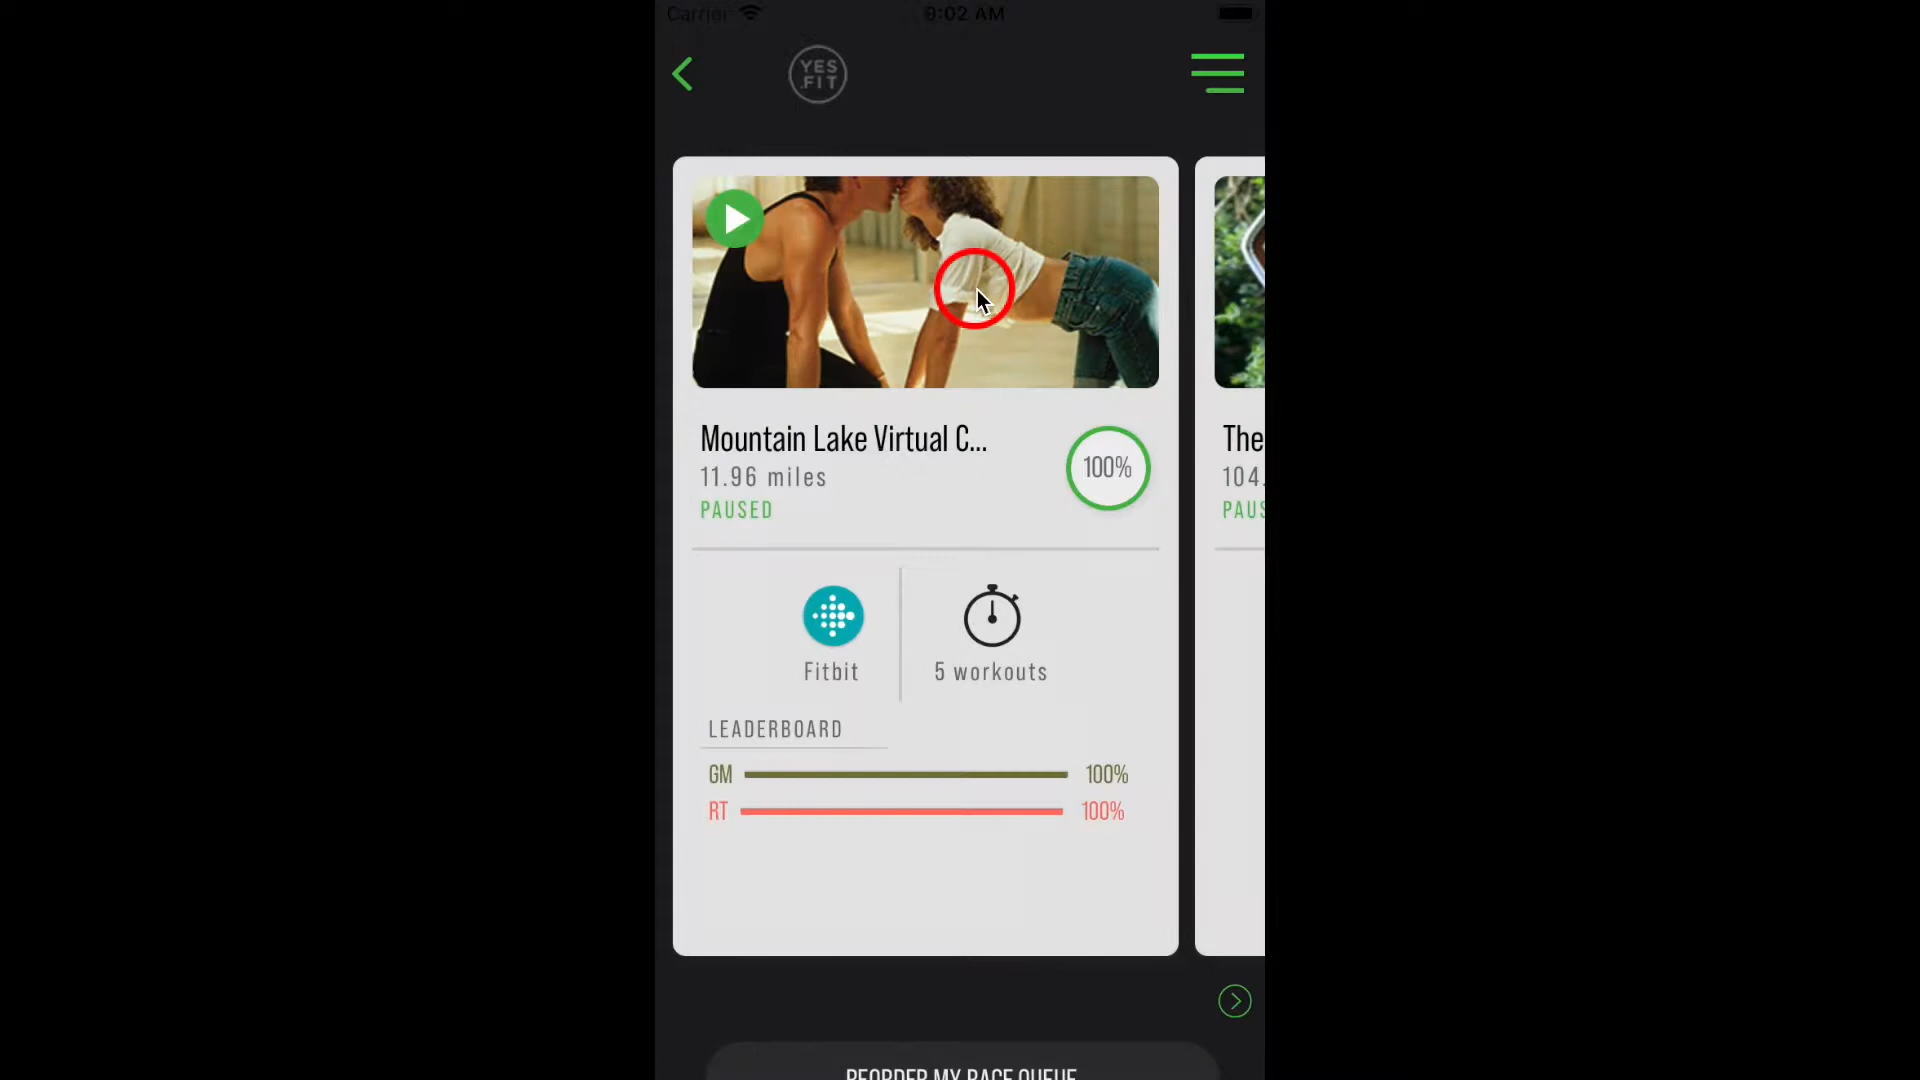 Carrier
9:02 AM
YES
.FIT
Mountain Lake Virtual C...
11.96 miles
PAUSED
100%
The
104.
PAUS
Fitbit
5 workouts
LEADERBOARD
GM 100%
RT 100%
REORDER MY RACE QUEUE